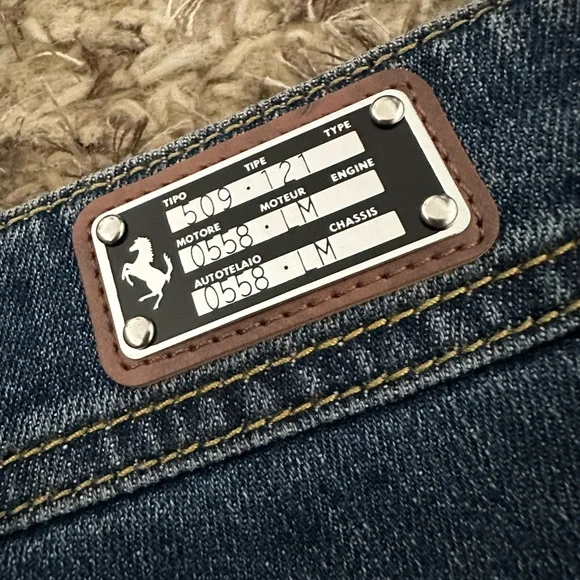 TIPO TIPE TYPE
509·121
MOTORE MOTEUR ENGINE
0558·LM
AUTOTELAIO CHASSIS
0558·LM